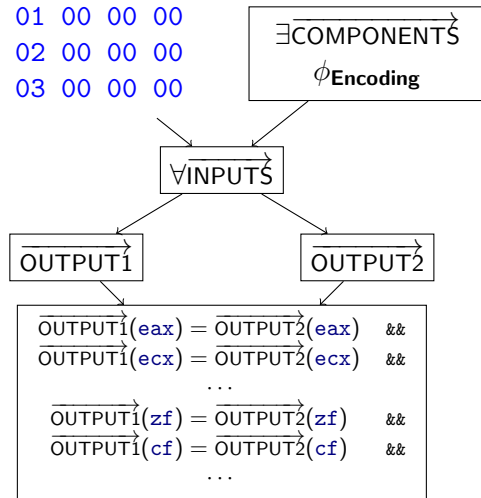 01 00 00 00
02 00 00 00
03 00 00 00
∃COMPONENTS
ϕEncoding
∀INPUTS
OUTPUT1
OUTPUT2
OUTPUT1(eax) = OUTPUT2(eax) &&
OUTPUT1(ecx) = OUTPUT2(ecx) &&
...
OUTPUT1(zf) = OUTPUT2(zf) &&
OUTPUT1(cf) = OUTPUT2(cf) &&
...